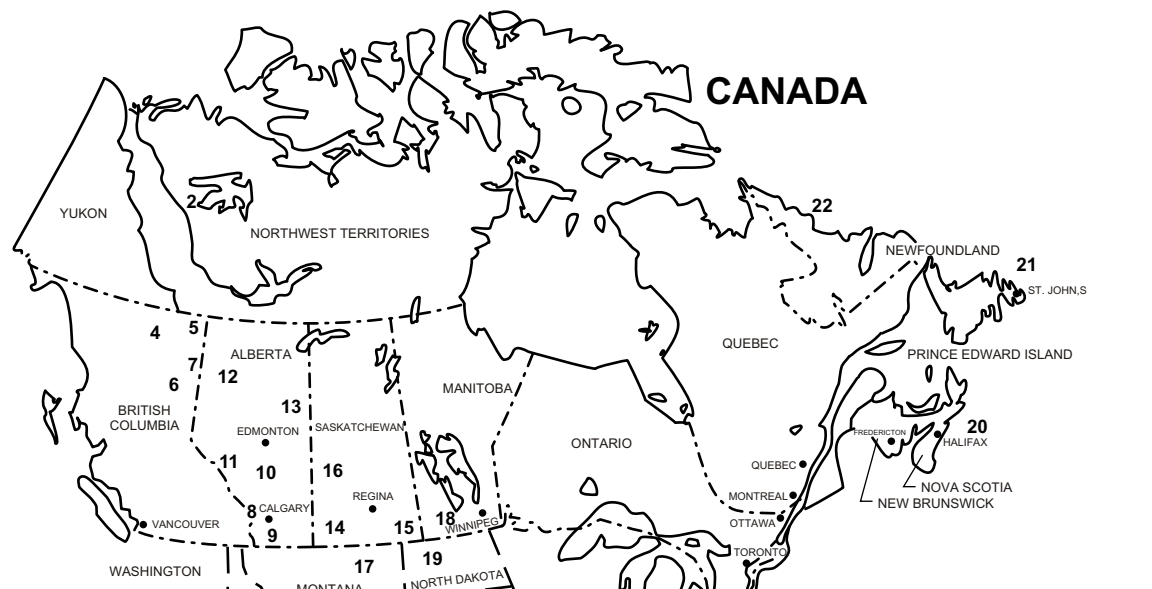 CANADA
2
YUKON
22
NORTHWEST TERRITORIES
NEWFOUNDLAND
21
ST. JOHN,S
4
5
QUEBEC
ALBERTA
PRINCE EDWARD ISLAND
7
12
6
MANITOBA
13
BRITISH
COLUMBIA
SASKATCHEWAN
20
EDMONTON
FREDERICTON
HALIFAX
ONTARIO
11
10
16
QUEBEC
NOVA SCOTIA
REGINA
MONTREAL
NEW BRUNSWICK
8
CALGARY
VANCOUVER
18
WINNIPEG
OTTAWA
14
15
9
TORONTO
19
17
WASHINGTON
NORTH DAKOTA
MONTANA